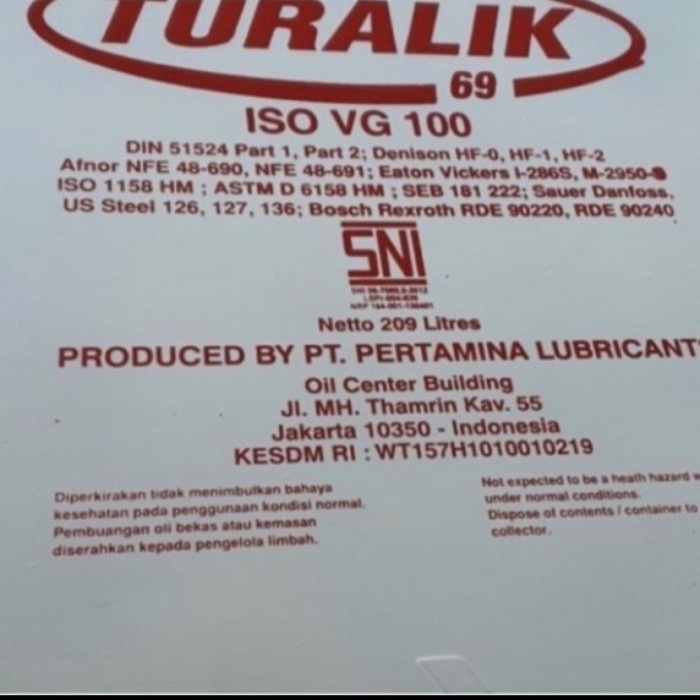 TURALIK
69
ISO VG 100
DIN 51524 Part 1, Part 2; Denison HF-0, HF-1, HF-2
Afnor NFE 48-690, NFE 48-691; Eaton Vickers I-286S, M-2950-S
ISO 1158 HM ; ASTM D 6158 HM ; SEB 181 222; Sauer Danfoss,
US Steel 126, 127, 136; Bosch Rexroth RDE 90220, RDE 90240
SNI
Netto 209 Litres
PRODUCED BY PT. PERTAMINA LUBRICANT
Oil Center Building
Jl. MH. Thamrin Kav. 55
Jakarta 10350 - Indonesia
KESDM RI : WT157H1010010219
Diperkirakan tidak menimbulkan bahaya
kesehatan pada penggunaan kondisi normal.
Pembuangan oli bekas atau kemasan
diserahkan kepada pengelola limbah.
Not expected to be a heath hazard
under normal conditions.
Dispose of contents / container to
collector.